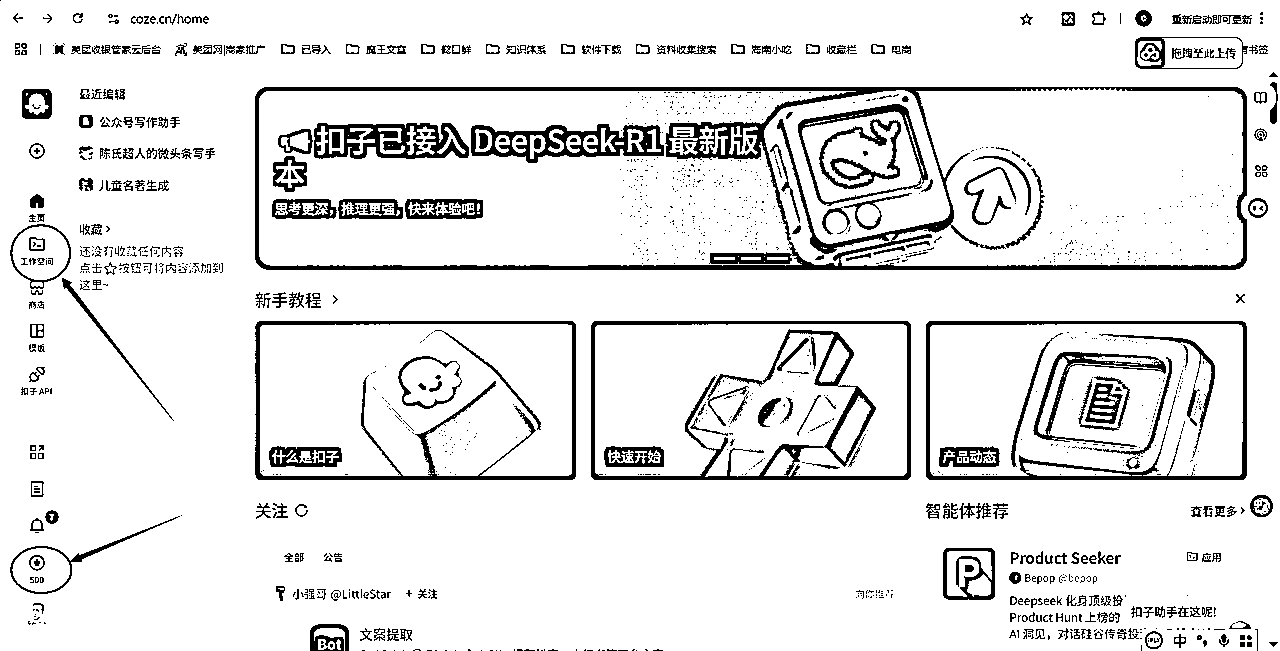 coze.cn/home
重新启动即可更新
美团收银管家云后台
美团网|商家推广
已导入
魔王文章
修日鲜
知识体系
软件下载
资料收集搜索
海南小吃
收藏栏
电商
拖拽至此上传
有书签
最近编辑
公众号写作助手
陈氏超人的微头条写手
儿童名著生成
收藏
还没有收藏任何内容
点击☆按钮可将内容添加到
这里~
主页
工作空间
商店
模板
扣子 API
7
500
扣子已接入 DeepSeek-R1 最新版
本
思考更深，推理更强，快来体验吧！
新手教程
什么是扣子
快速开始
产品动态
关注
全部
公告
小强哥 @LittleStar
+ 关注
向你推荐
Bot
文案提取
智能体推荐
查看更多
Product Seeker
应用
Bepop @bepop
Deepseek 化身顶级投
Product Hunt 上榜的
AI 洞见，对话硅谷传奇投
扣子助手在这呢!
中